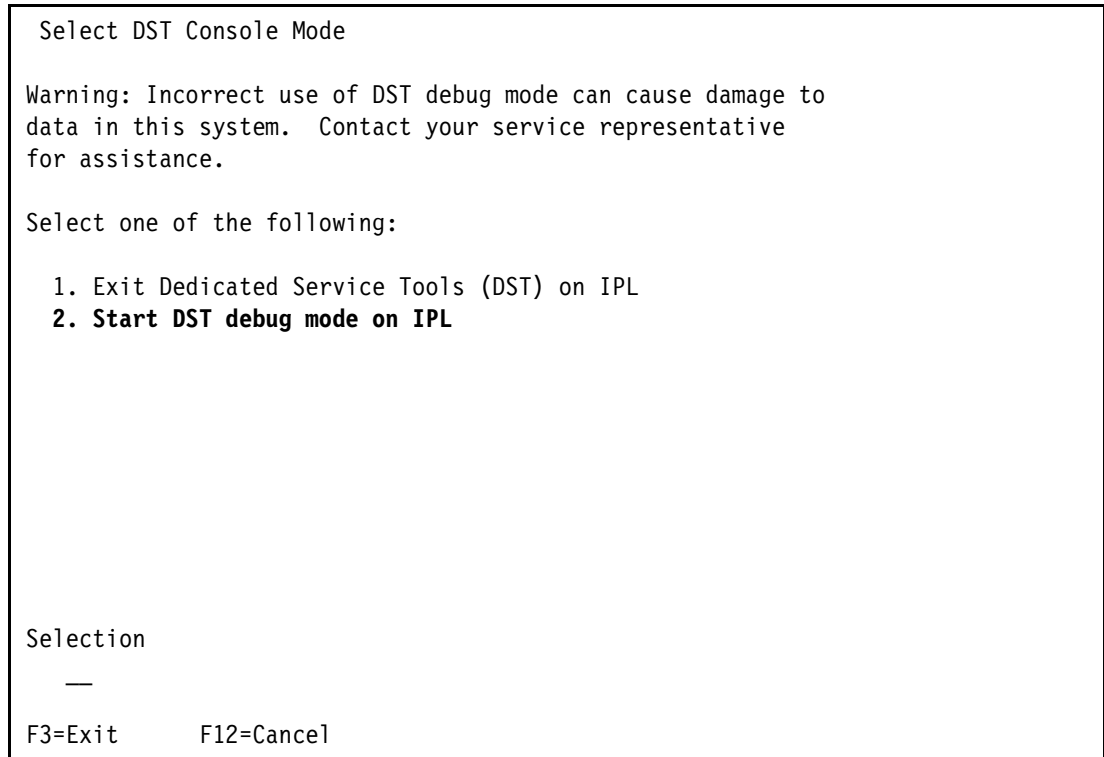 Select DST Console Mode
Warning: Incorrect use of DST debug mode can cause damage to
data in this system.  Contact your service representative
for assistance.
Select one of the following:
1. Exit Dedicated Service Tools (DST) on IPL
2. Start DST debug mode on IPL
Selection
__
F3=Exit      F12=Cancel